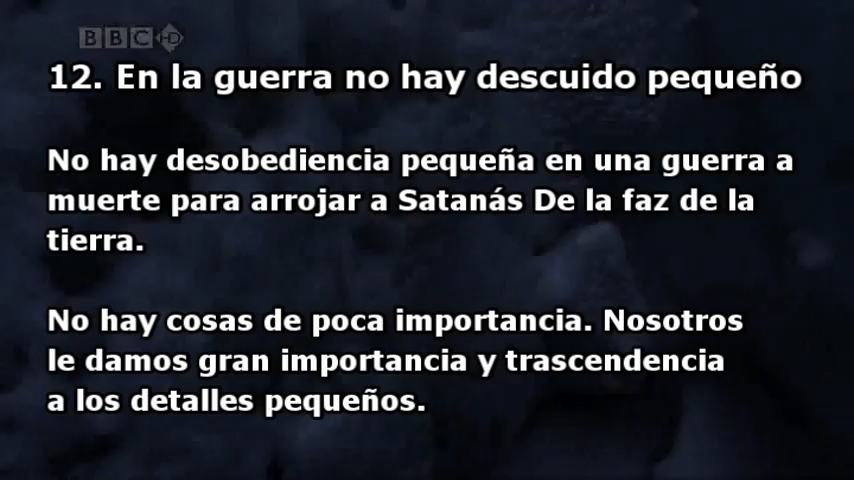 BBC HD
12. En la guerra no hay descuido pequeño
No hay desobediencia pequeña en una guerra a
muerte para arrojar a Satanás De la faz de la
tierra.
No hay cosas de poca importancia. Nosotros
le damos gran importancia y trascendencia
a los detalles pequeños.